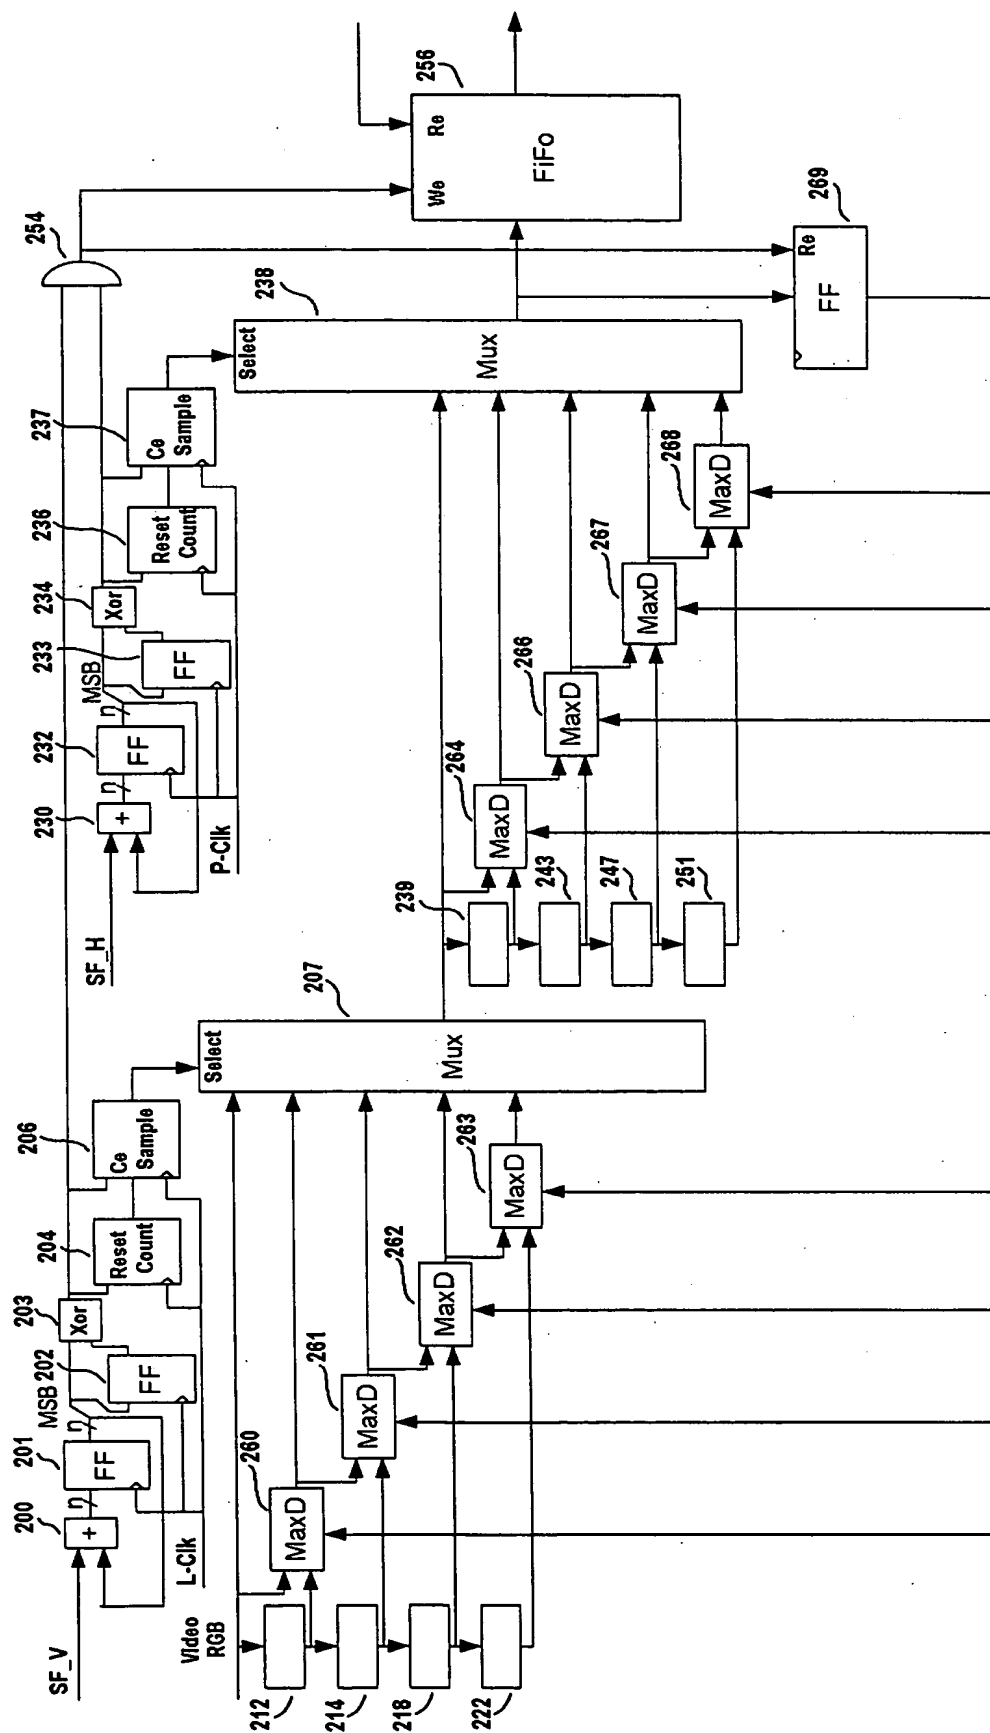 SF_V
200
+
η
201
FF
η
MSB
202
FF
203
Xor
204
Reset
Count
206
Ce
Sample
L-Clk
Video
RGB
212
214
218
222
260
MaxD
261
MaxD
262
MaxD
263
MaxD
207
Select
Mux
SF_H
230
+
η
232
FF
η
MSB
233
FF
234
Xor
236
Reset
Count
237
Ce
Sample
P-Clk
239
243
247
251
264
MaxD
266
MaxD
267
MaxD
268
MaxD
238
Select
Mux
254
256
We
Re
FiFo
269
Re
FF